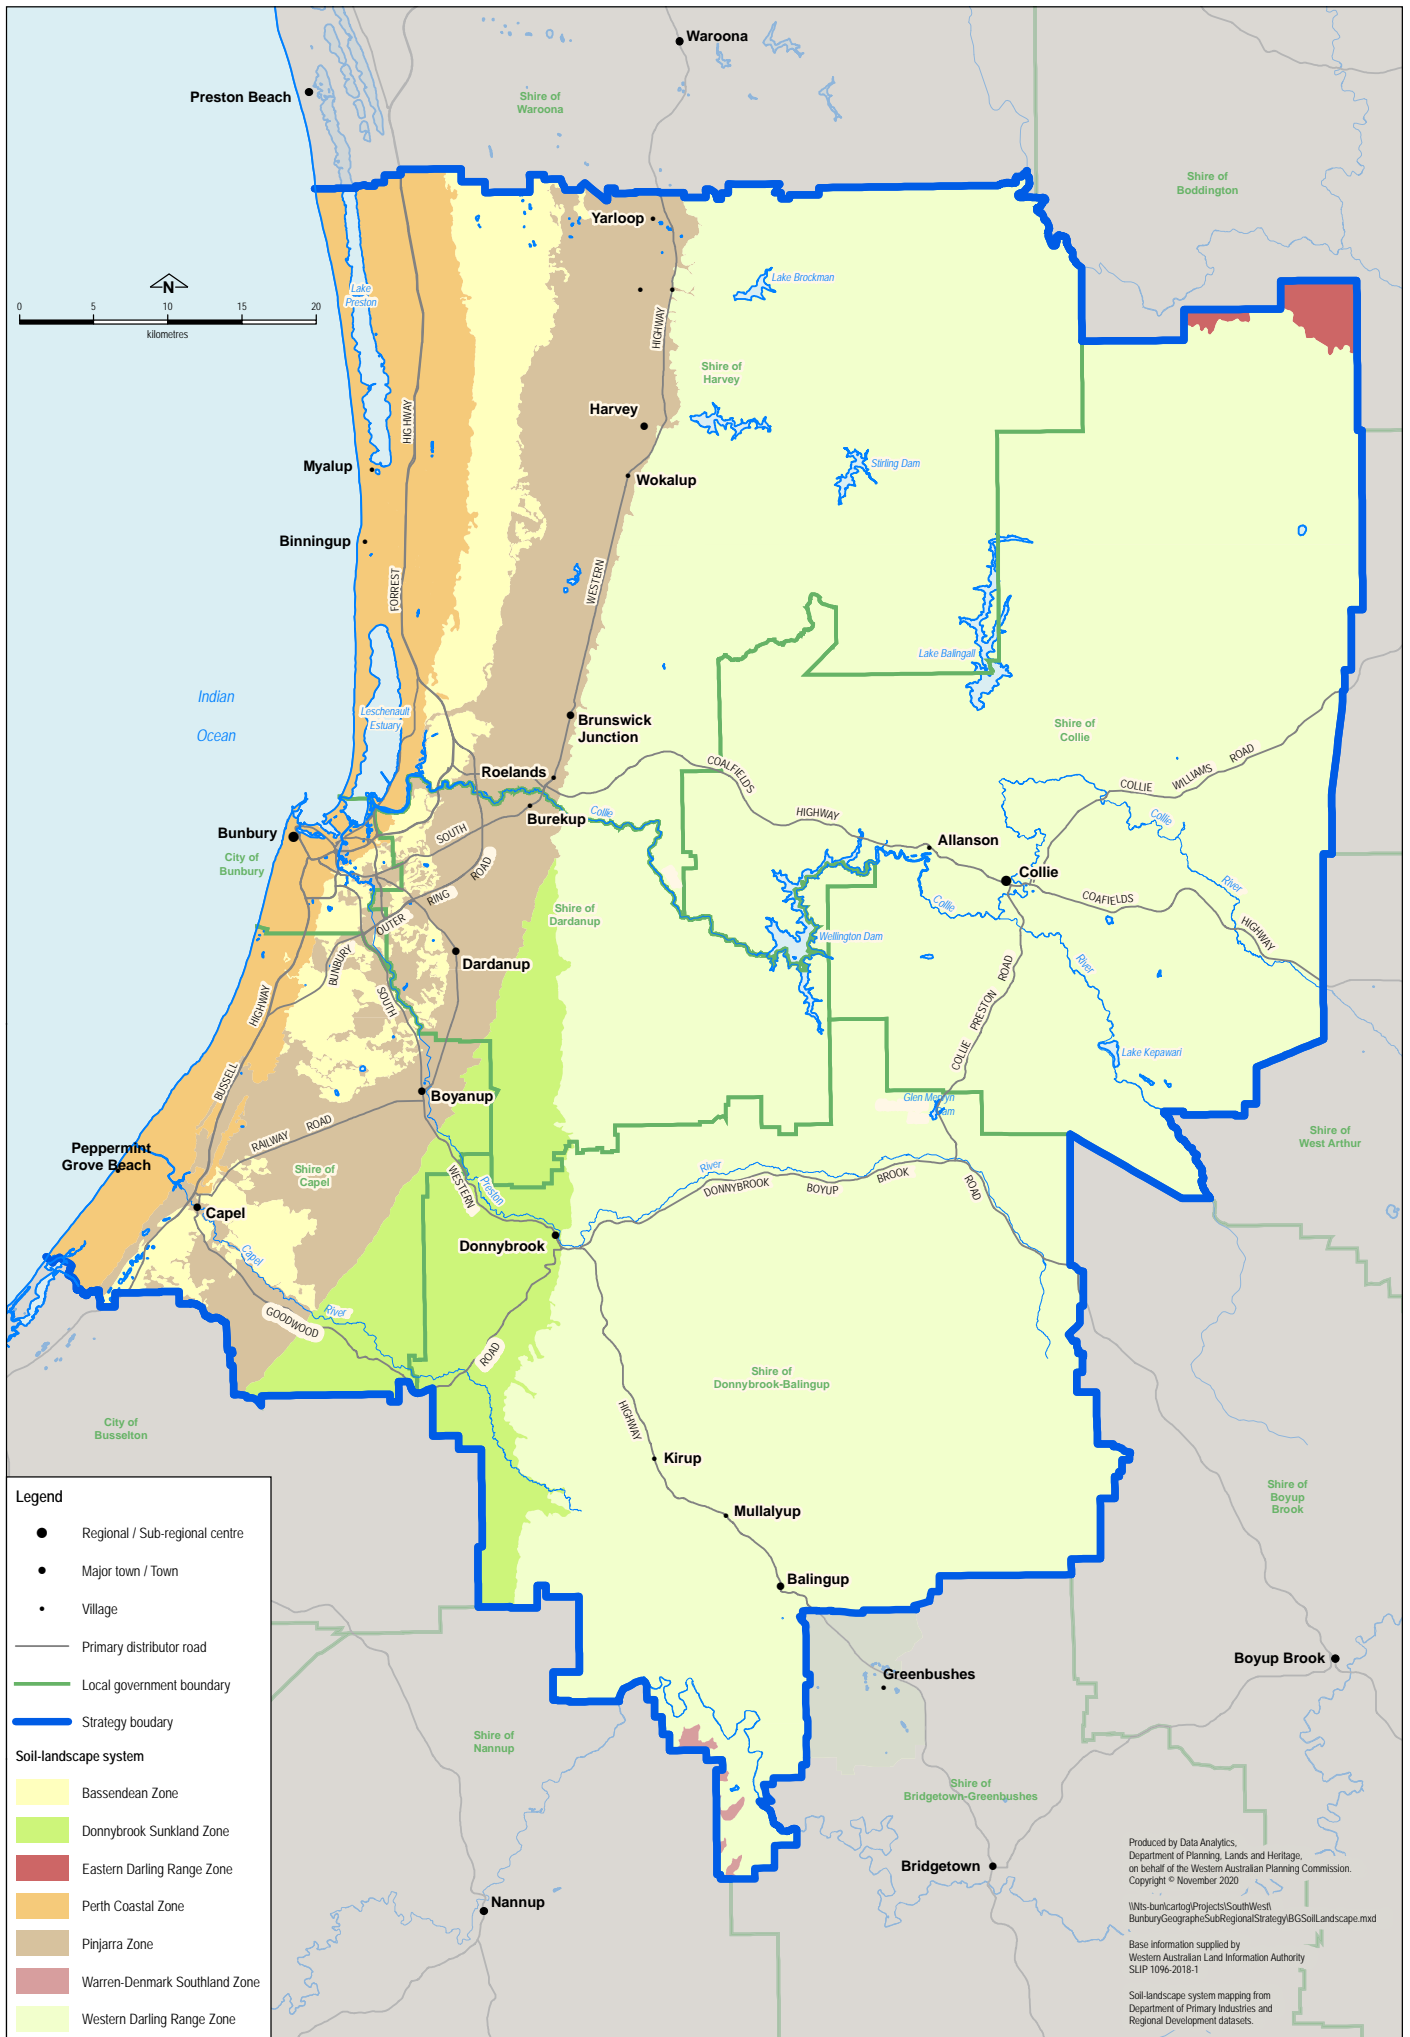 Waroona
Preston Beach
Shire of
Waroona
Shire of
Boddington
Yarloop
N
0 5 10 15 20
kilometres
Lake
Preston
Lake Brockman
HIGHWAY
Shire of
Harvey
HIGHWAY
Harvey
Myalup
Stirling Dam
Wokalup
Binningup
FORREST
WESTERN
Lake Balingall
Indian
Ocean
Leschenault
Estuary
Brunswick
Junction
Shire of
Collie
Roelands
COALFIELDS
COLLIE WILLIAMS ROAD
Burekup
Collie
HIGHWAY
Collie
Bunbury
SOUTH
Allanson
City of
Bunbury
ROAD
Collie
River
RING
COAFIELDS
Collie
Shire of
Dardanup
OUTER
HIGHWAY
Wellington Dam
BUNBURY
Dardanup
ROAD
River
SOUTH
HIGHWAY
PRESTON
COLLIE
Lake Kepawari
BUSSELL
Boyanup
Glen Mervyn
Dam
RAILWAY ROAD
Shire of
West Arthur
Peppermint
Grove Beach
Shire of
Capel
WESTERN
Preston
River
DONNYBROOK BOYUP BROOK
ROAD
Capel
Donnybrook
Capel
River
GOODWOOD
ROAD
Shire of
Donnybrook-Balingup
City of
Busselton
HIGHWAY
Kirup
Shire of
Boyup
Brook
Mullalyup
Balingup
Greenbushes
Boyup Brook
Shire of
Nannup
Shire of
Bridgetown-Greenbushes
Bridgetown
Nannup
Legend
Regional / Sub-regional centre
Major town / Town
Village
Primary distributor road
Local government boundary
Strategy boudary
Soil-landscape system
Bassendean Zone
Donnybrook Sunkland Zone
Eastern Darling Range Zone
Perth Coastal Zone
Pinjarra Zone
Warren-Denmark Southland Zone
Western Darling Range Zone
Produced by Data Analytics,
Department of Planning, Lands and Heritage,
on behalf of the Western Australian Planning Commission.
Copyright © November 2020
\\Nts-bun\cartog\Projects\SouthWest\
BunburyGeographeSubRegionalStrategy\BGSoilLandscape.mxd
Base information supplied by
Western Australian Land Information Authority
SLIP 1096-2018-1
Soil-landscape system mapping from
Department of Primary Industries and
Regional Development datasets.